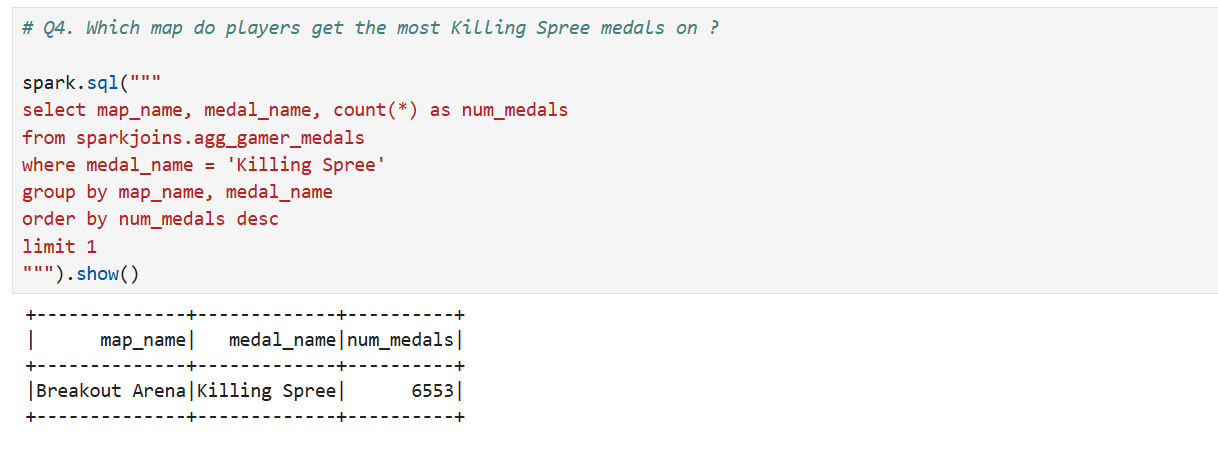 # Q4. Which map do players get the most Killing Spree medals on ?
spark.sql("""
select map_name, medal_name, count(*) as num_medals
from sparkjoins.agg_gamer_medals
where medal_name = 'Killing Spree'
group by map_name, medal_name
order by num_medals desc
limit 1
""").show()
+--------------+-------------+----------+
|      map_name|   medal_name|num_medals|
+--------------+-------------+----------+
|Breakout Arena|Killing Spree|      6553|
+--------------+-------------+----------+